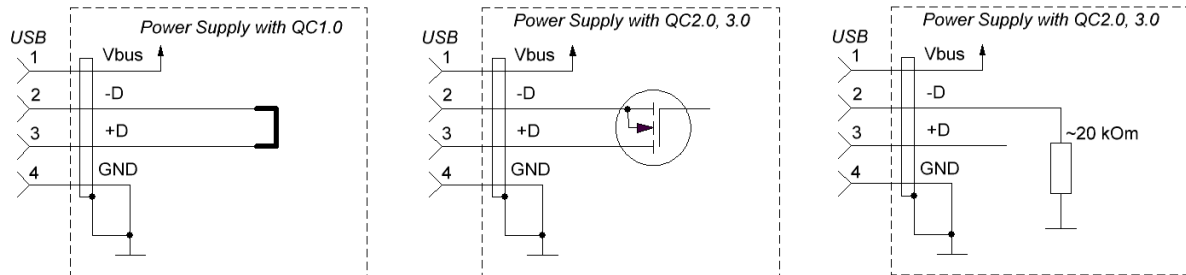 Power Supply with QC1.0
USB
1 Vbus
2 -D
3 +D
4 GND
Power Supply with QC2.0, 3.0
USB
1 Vbus
2 -D
3 +D
4 GND
Power Supply with QC2.0, 3.0
USB
1 Vbus
2 -D
3 +D
~20 kOm
4 GND